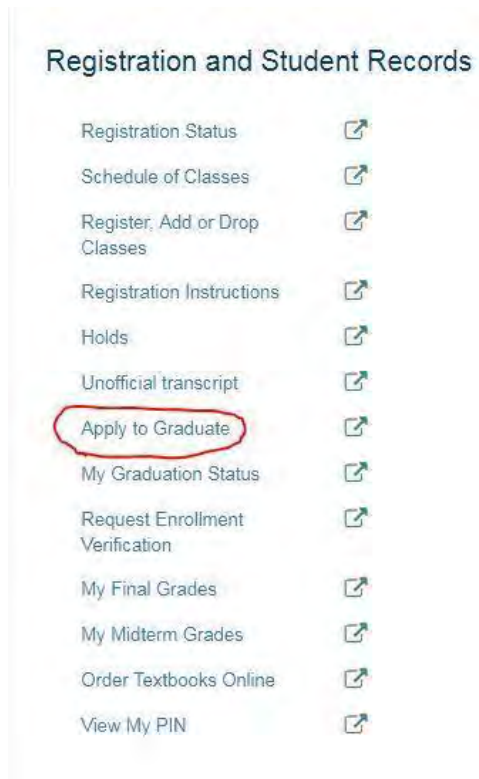 Registration and Student Records
Registration Status
Schedule of Classes
Register, Add or Drop
Classes
Registration Instructions
Holds
Unofficial transcript
Apply to Graduate
My Graduation Status
Request Enrollment
Verification
My Final Grades
My Midterm Grades
Order Textbooks Online
View My PIN